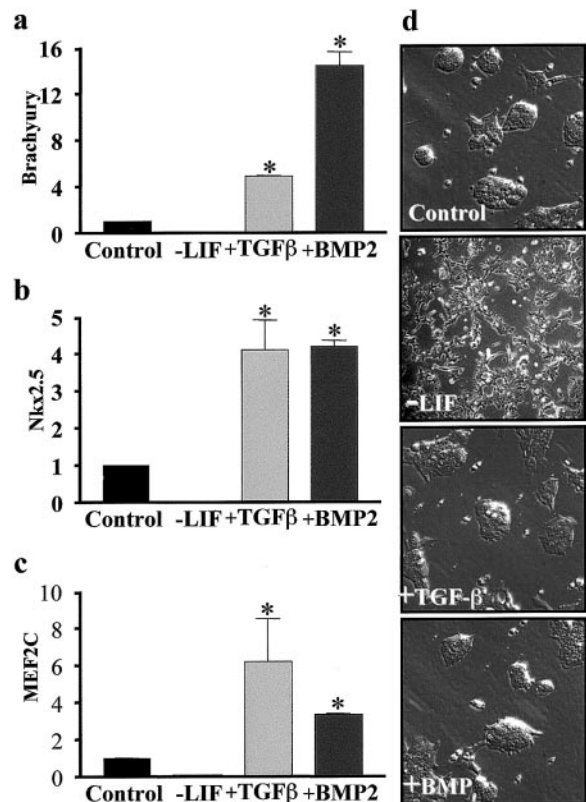 a
Brachyury
16
12
8
4
0
*
*
Control -LIF +TGFβ +BMP2
b
Nkx2.5
5
4
3
2
1
0
*
*
Control -LIF +TGFβ +BMP2
c
MEF2C
10
8
6
4
2
0
*
*
Control -LIF +TGFβ +BMP2
d
Control
-LIF
+TGF-β
+BMP